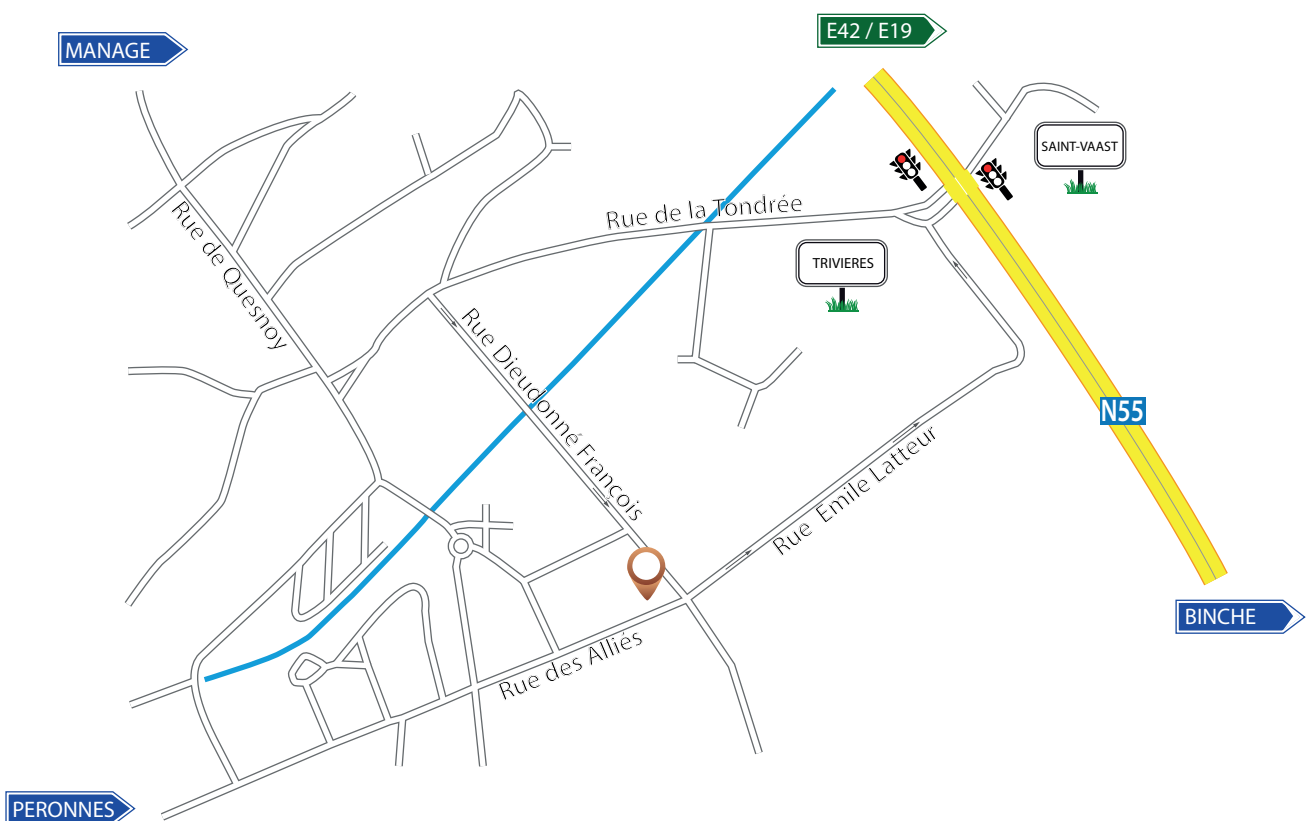 E42 / E19
MANAGE
SAINT-VAAST
Rue de la Tondrée
Rue de Quesnoy
TRIVIERES
Rue Dieudonné François
N55
Rue Emile Latteur
BINCHE
Rue des Alliés
PERONNES